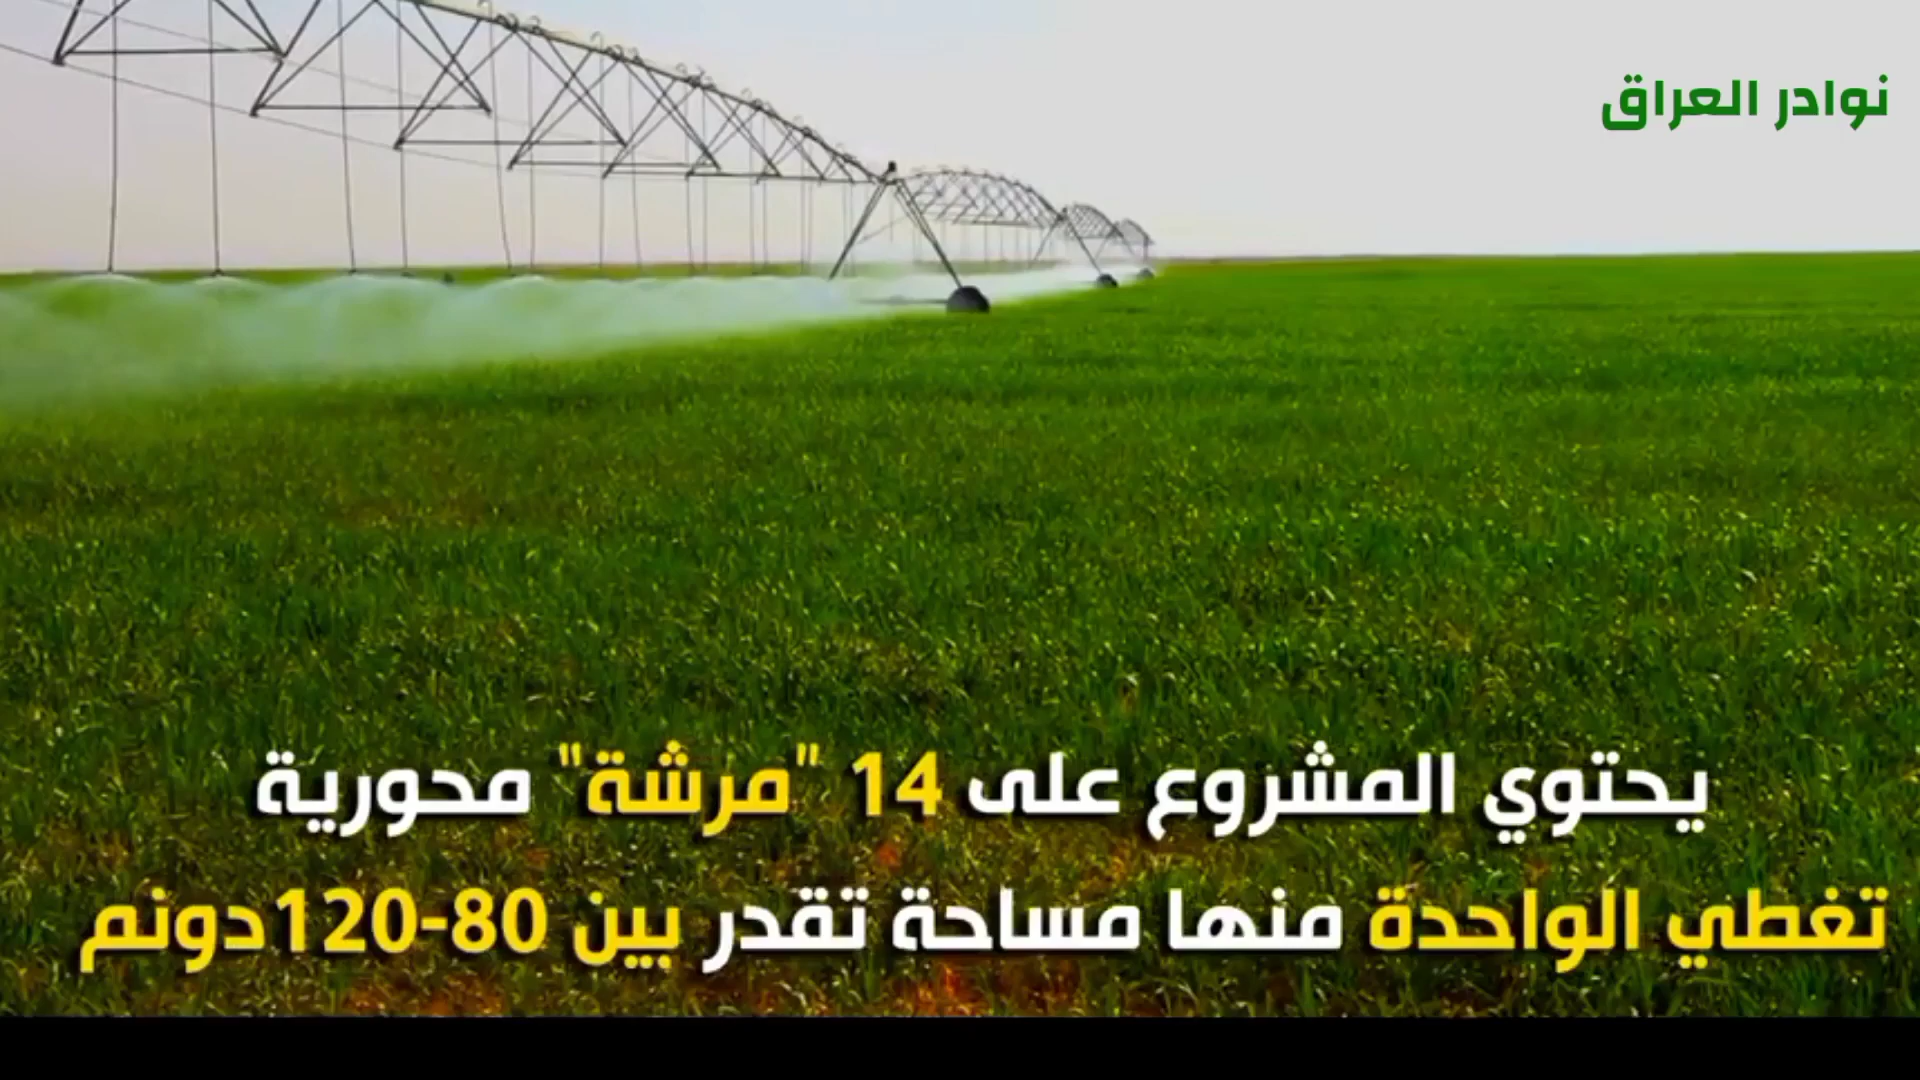 نوادر العراق
يحتوي المشروع على 14 "مرشة" محورية
تغطي الواحدة منها مساحة تقدر بين 80-120دونم